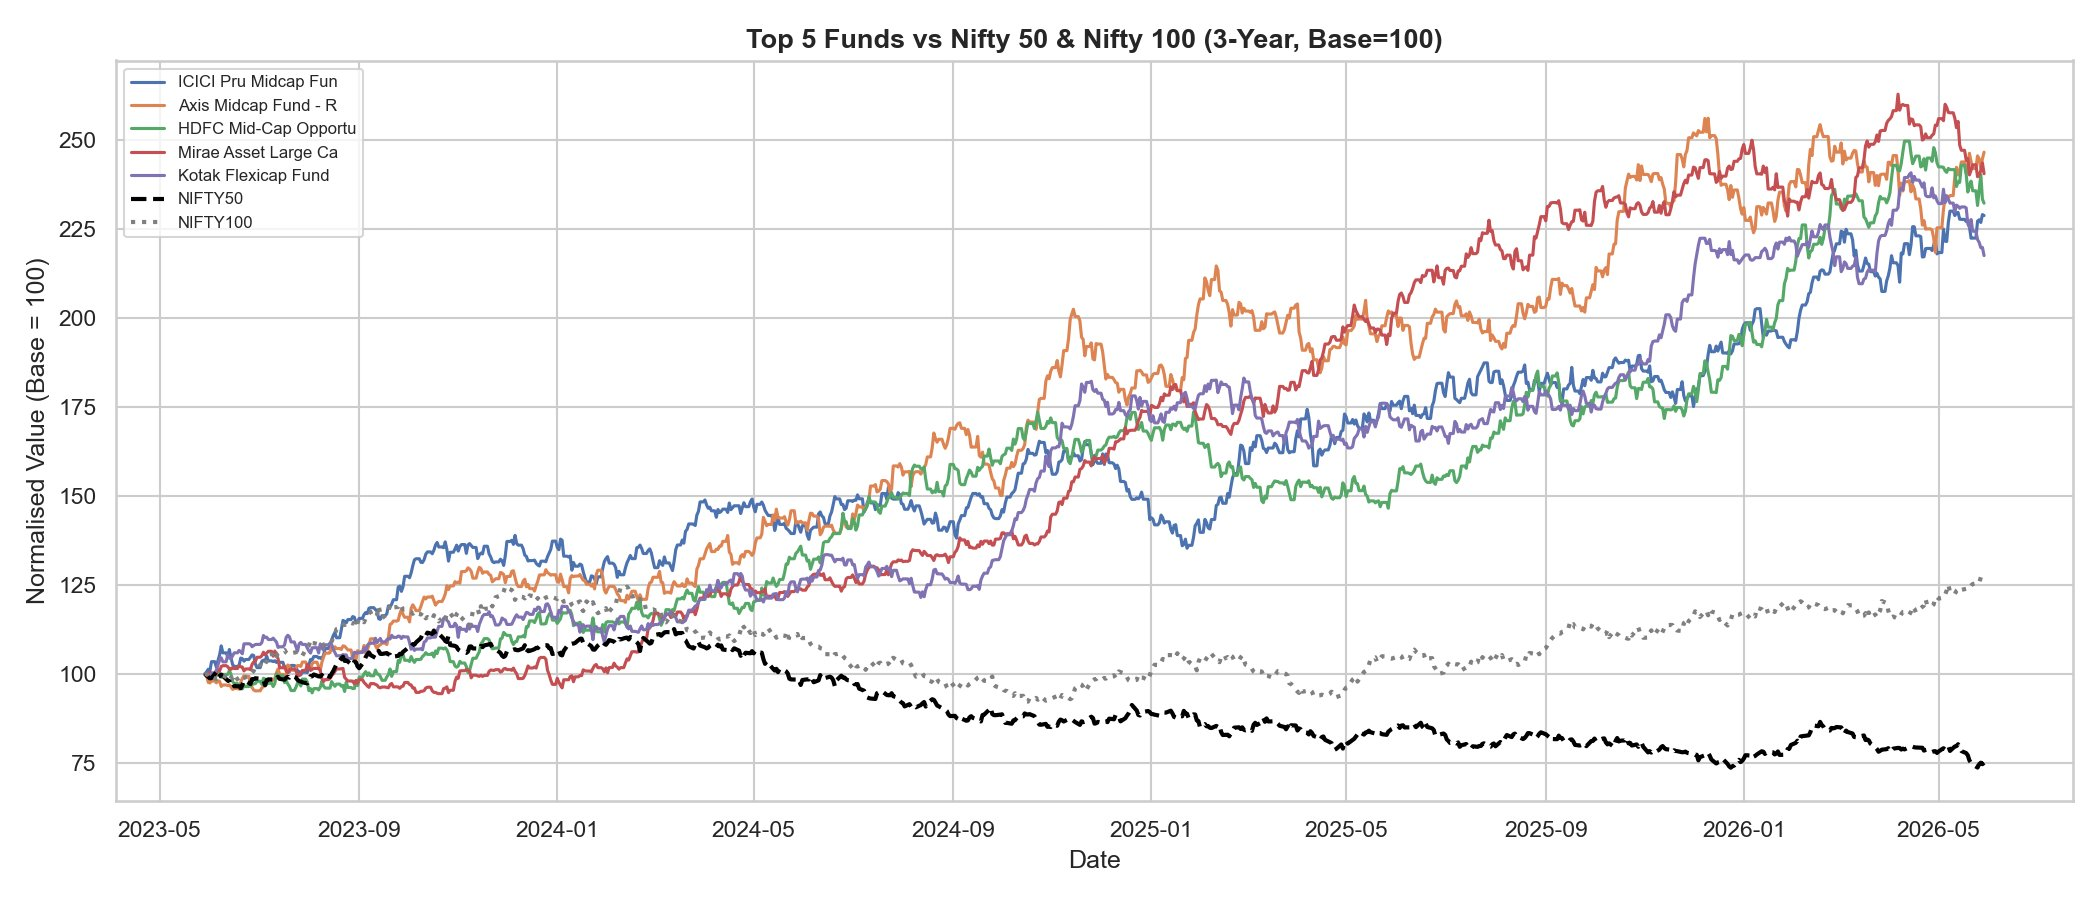 Top 5 Funds vs Nifty 50 & Nifty 100 (3-Year, Base=100)
ICICI Pru Midcap Fun
Axis Midcap Fund - R
HDFC Mid-Cap Opportu
Mirae Asset Large Ca
Kotak Flexicap Fund
NIFTY50
NIFTY100
Normalised Value (Base = 100)
250
225
200
175
150
125
100
75
2023-05 2023-09 2024-01 2024-05 2024-09 2025-01 2025-05 2025-09 2026-01 2026-05
Date